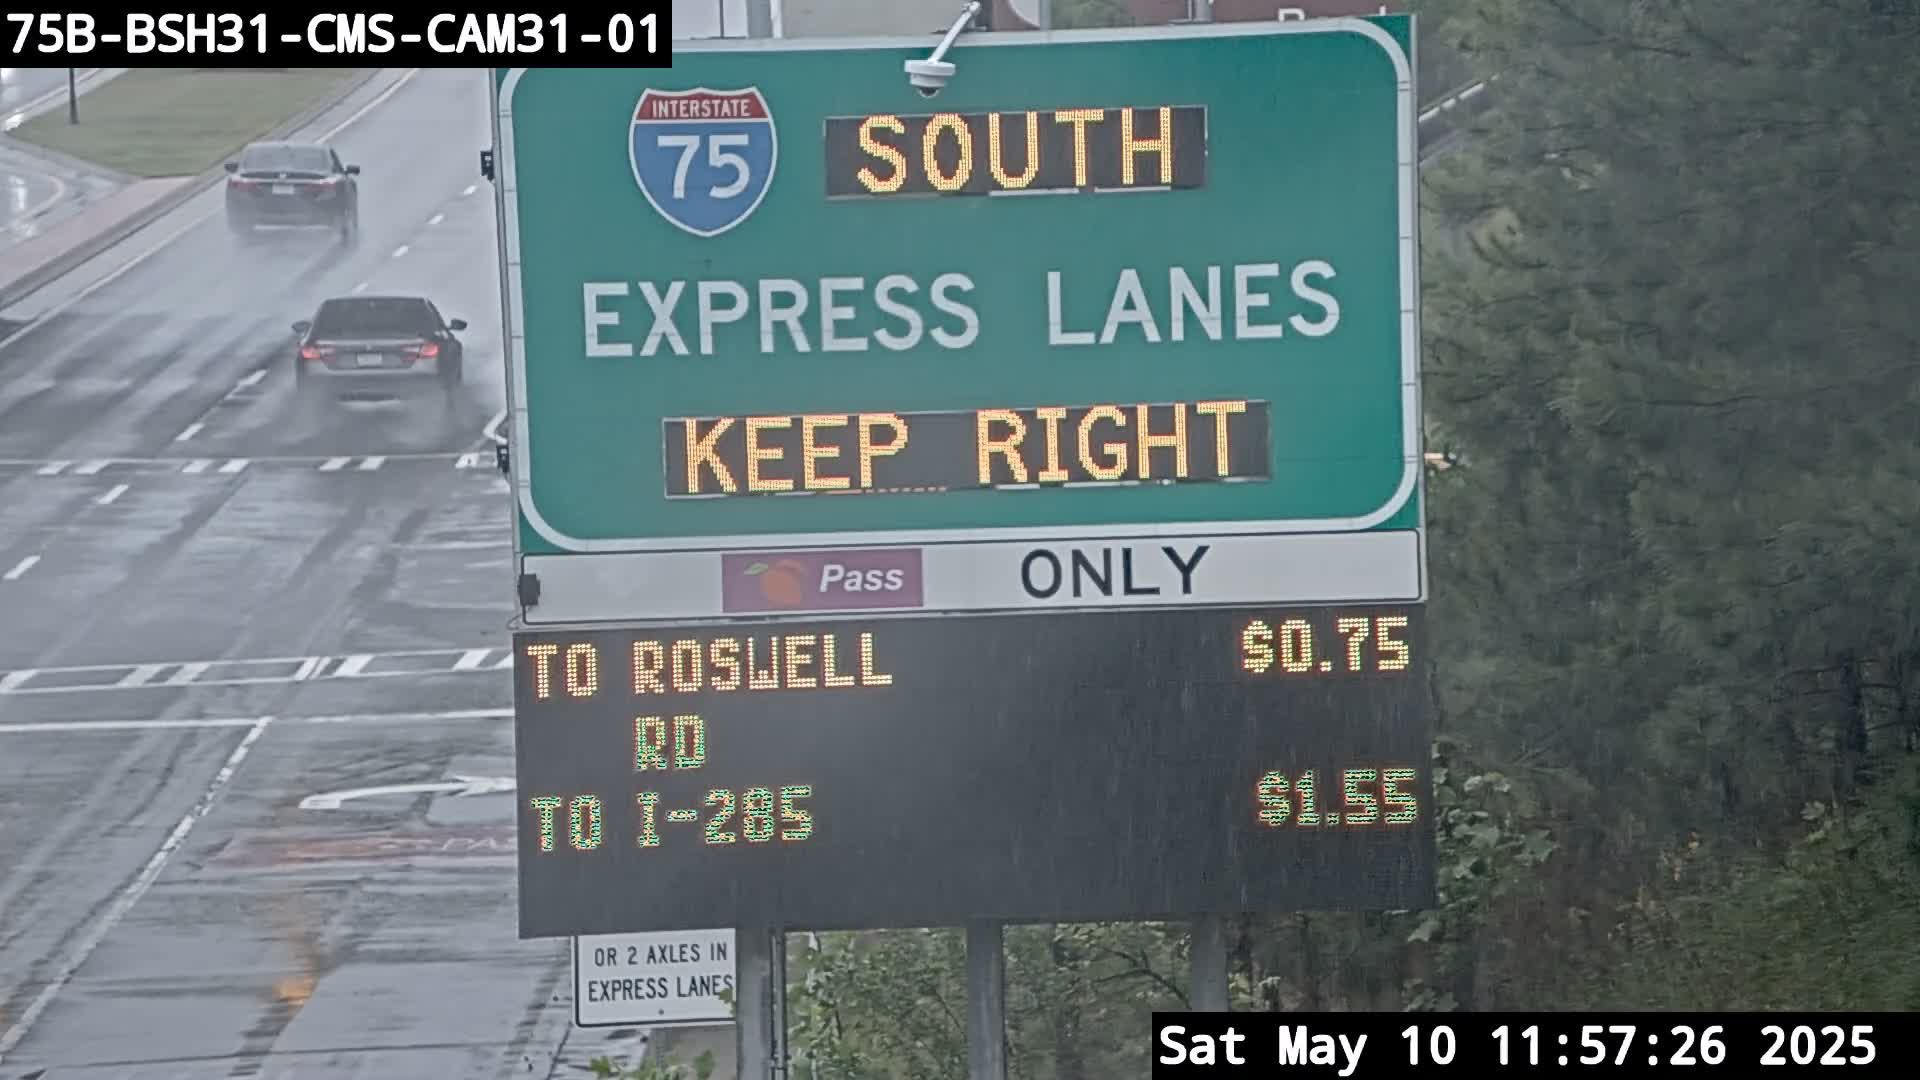 75B-BSH31-CMS-CAM31-01
INTERSTATE
75
SOUTH
EXPRESS LANES
KEEP RIGHT
Pass ONLY
TO ROSWELL $0.75
RD
TO I-285 $1.55
OR 2 AXLES IN
EXPRESS LANES
Sat May 10 11:57:26 2025